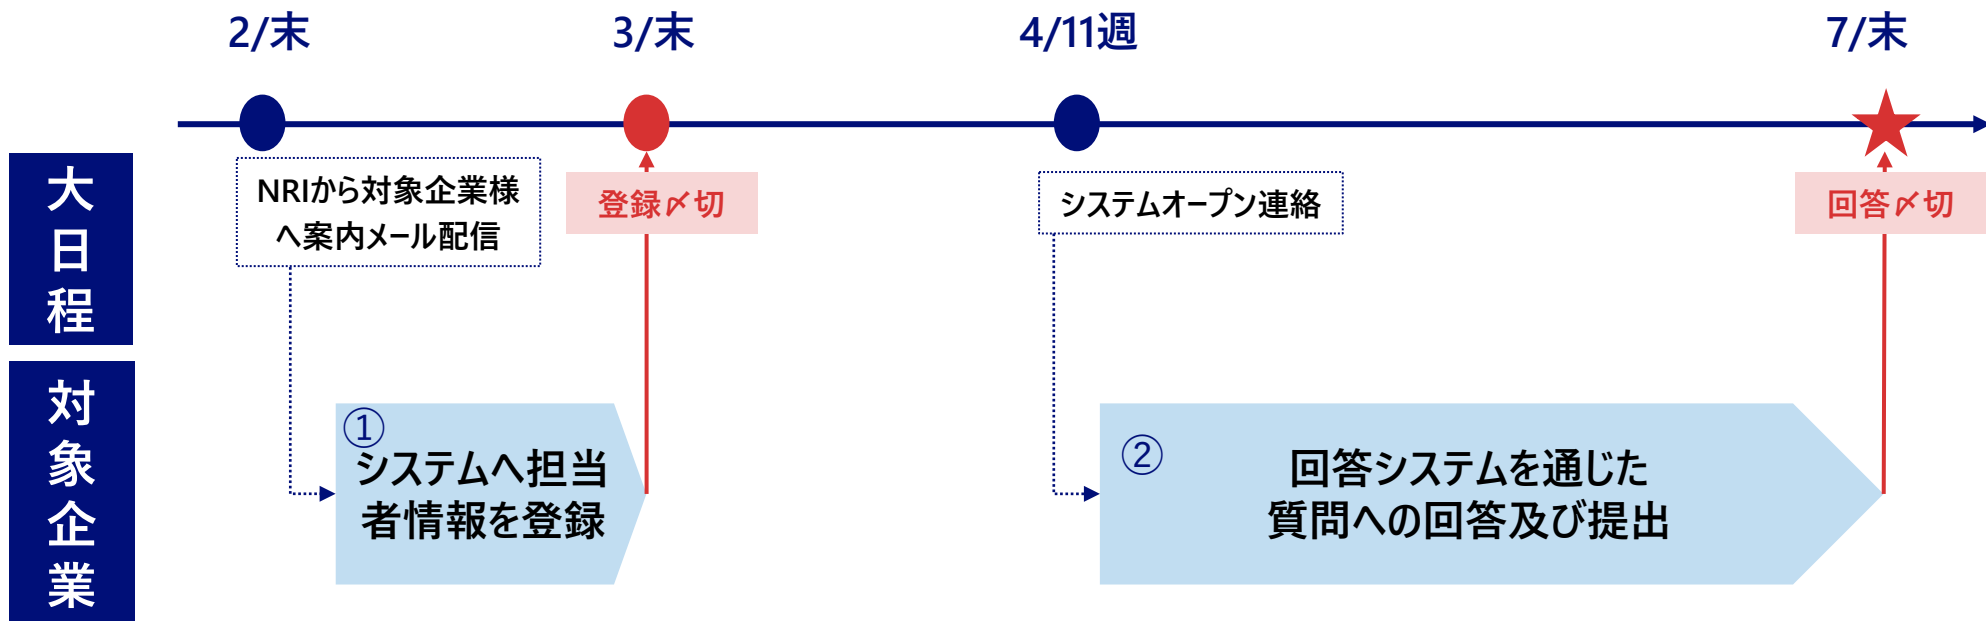 2/末
3/末
4/11週
7/末
大日程
NRIから対象企業様
へ案内メール配信
登録〆切
システムオープン連絡
回答〆切
対象企業
①
システムへ担当
者情報を登録
②
回答システムを通じた
質問への回答及び提出